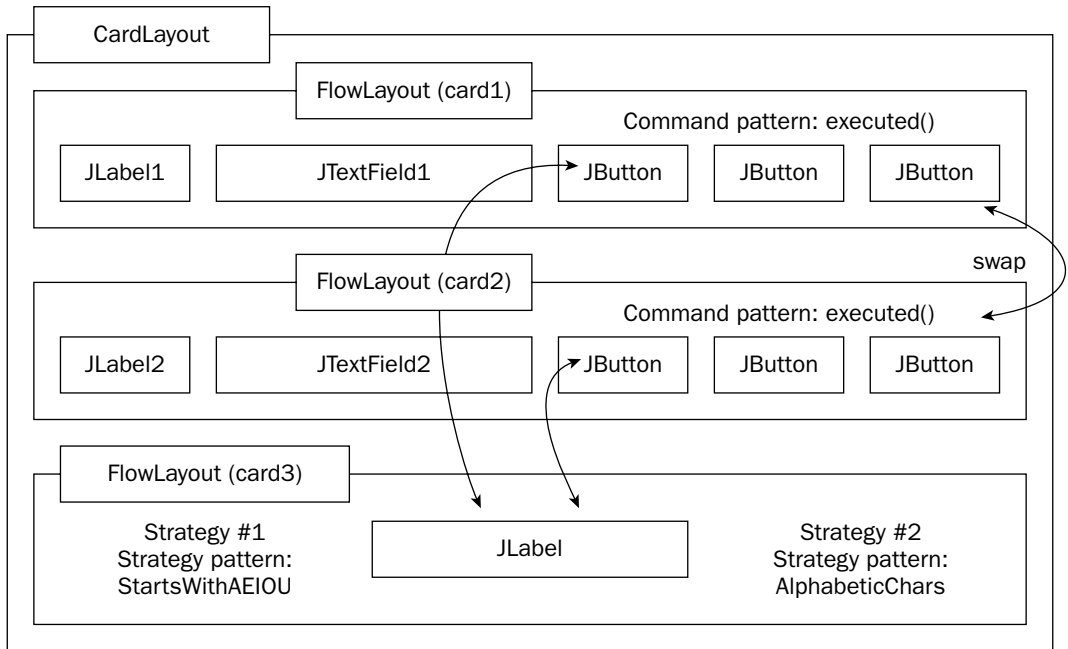 CardLayout
FlowLayout (card1)
Command pattern: executed()
JLabel1
JTextField1
JButton
JButton
JButton
swap
FlowLayout (card2)
Command pattern: executed()
JLabel2
JTextField2
JButton
JButton
JButton
FlowLayout (card3)
Strategy #1
Strategy pattern:
StartsWithAEIOU
JLabel
Strategy #2
Strategy pattern:
AlphabeticChars